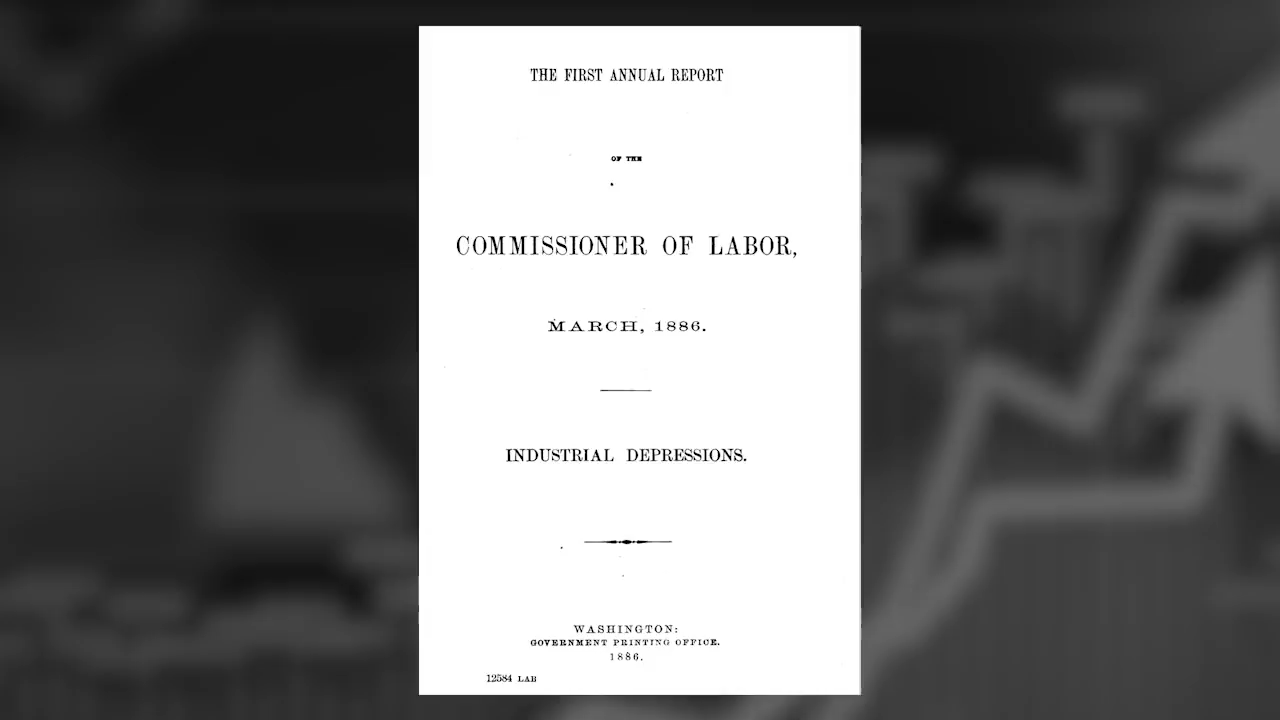 THE FIRST ANNUAL REPORT
OF THE
COMMISSIONER OF LABOR,
MARCH, 1886.
INDUSTRIAL DEPRESSIONS.
WASHINGTON:
GOVERNMENT PRINTING OFFICE.
1886.
12584 LAB